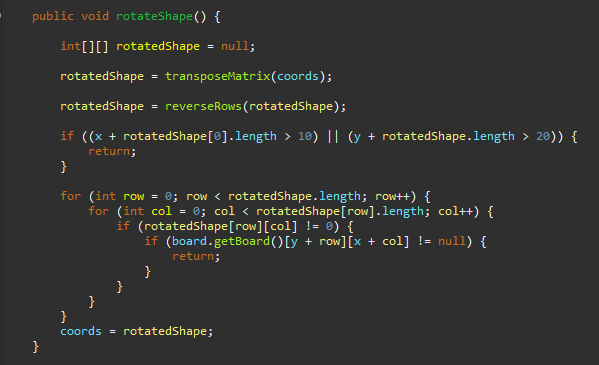 public void rotateShape() {
int[][] rotatedShape = null;
rotatedShape = transposeMatrix(coords);
rotatedShape = reverseRows(rotatedShape);
if ((x + rotatedShape[0].length > 10) || (y + rotatedShape.length > 20)) {
return;
}
for (int row = 0; row < rotatedShape.length; row++) {
for (int col = 0; col < rotatedShape[row].length; col++) {
if (rotatedShape[row][col] != 0) {
if (board.getBoard()[y + row][x + col] != null) {
return;
}
}
}
}
coords = rotatedShape;
}